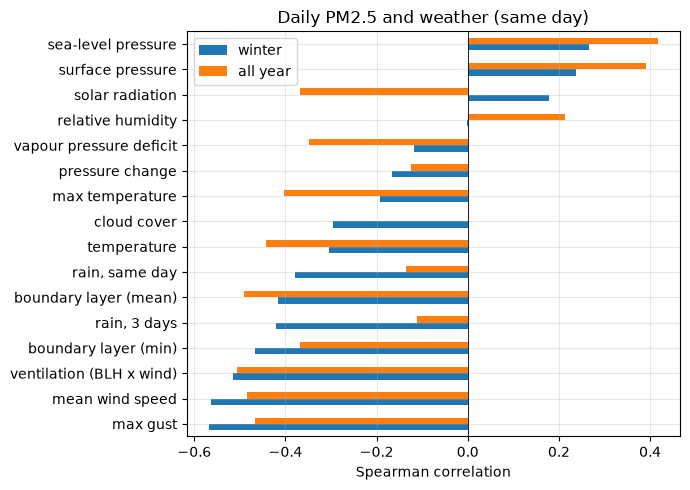 Daily PM2.5 and weather (same day)
winter
all year
sea-level pressure
surface pressure
solar radiation
relative humidity
vapour pressure deficit
pressure change
max temperature
cloud cover
temperature
rain, same day
boundary layer (mean)
rain, 3 days
boundary layer (min)
ventilation (BLH x wind)
mean wind speed
max gust
−0.6 −0.4 −0.2 0.0 0.2 0.4
Spearman correlation